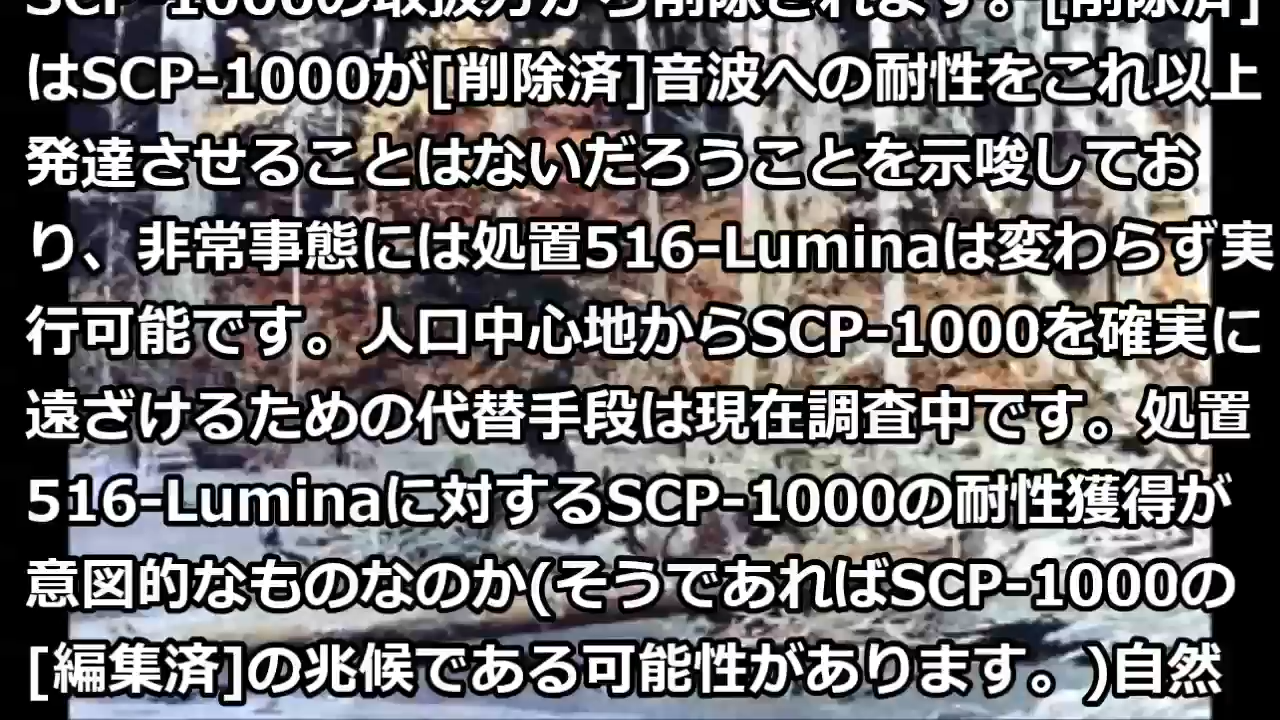 SCP-1000の取扱方から削除されます。[削除済]
はSCP-1000が[削除済]音波への耐性をこれ以上
発達させることはないだろうことを示唆してお
り、非常事態には処置516-Luminaは変わらず実
行可能です。人口中心地からSCP-1000を確実に
遠ざけるための代替手段は現在調査中です。処置
516-Luminaに対するSCP-1000の耐性獲得が
意図的なものなのか(そうであればSCP-1000の
[編集済]の兆候である可能性があります。)自然